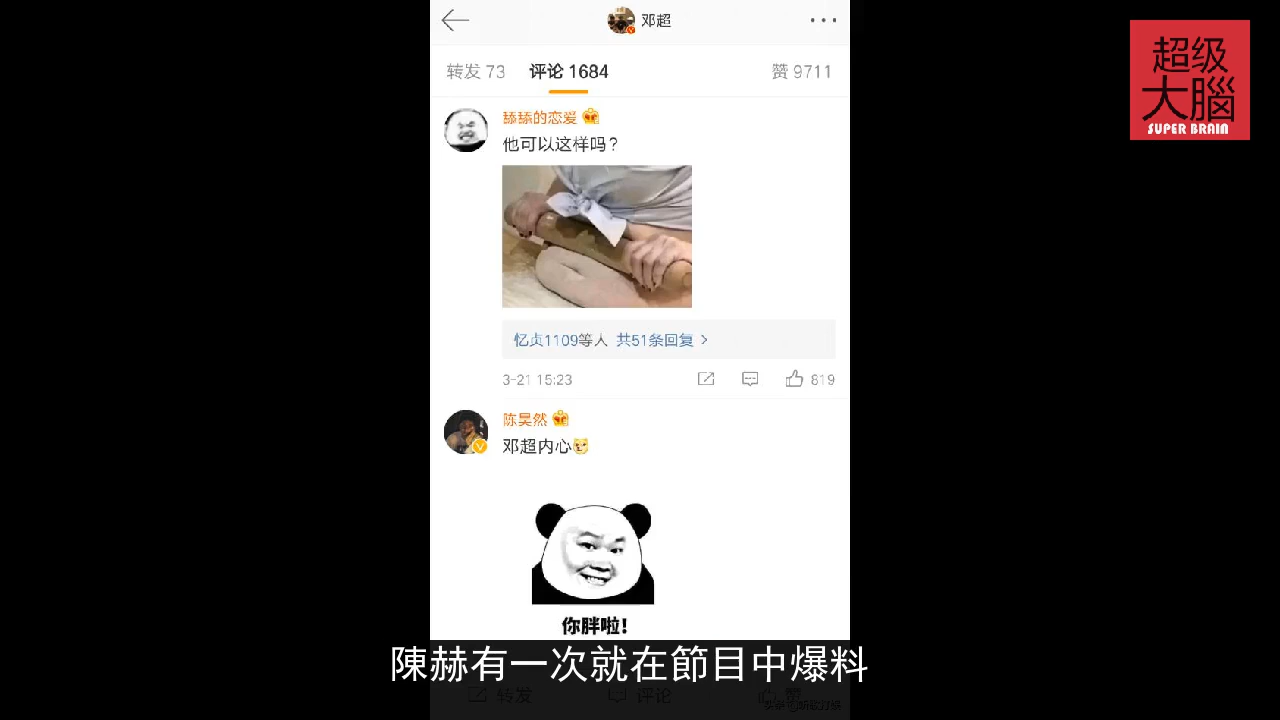 邓超
转发 73
评论 1684
赞 9711
超级
大腦
SUPER BRAIN
舔舔的恋爱
他可以这样吗？
忆贞1109等人 共51条回复
3-21 15:23
819
陈昊然
邓超内心
你胖啦!
陳赫有一次就在節目中爆料
转发
评论
赞